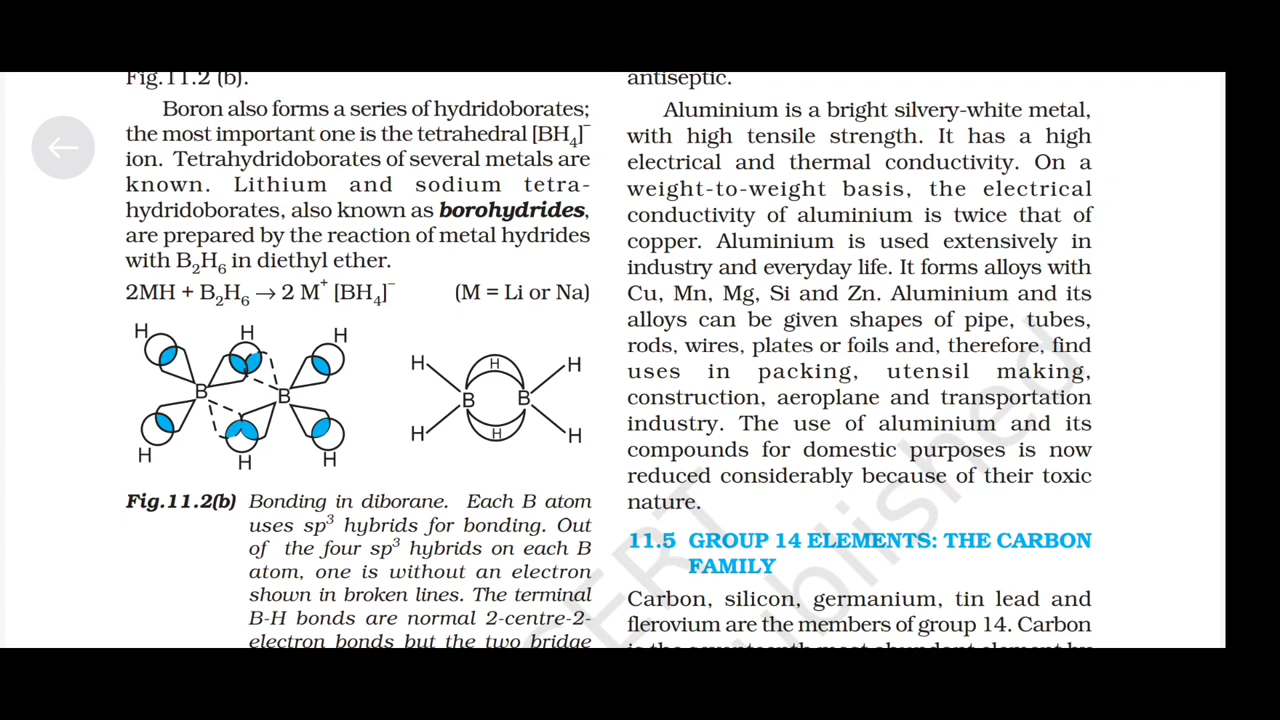 Fig.11.2 (b).
Boron also forms a series of hydridoborates;
the most important one is the tetrahedral [BH₄]⁻
ion. Tetrahydridoborates of several metals are
known. Lithium and sodium tetra-
hydridoborates, also known as borohydrides,
are prepared by the reaction of metal hydrides
with B₂H₆ in diethyl ether.
2MH + B₂H₆ → 2 M⁺ [BH₄]⁻ (M = Li or Na)
H H H
B B
H H H
H H H
B B
H H H
Fig.11.2(b) Bonding in diborane. Each B atom
uses sp³ hybrids for bonding. Out
of the four sp³ hybrids on each B
atom, one is without an electron
shown in broken lines. The terminal
B-H bonds are normal 2-centre-2-
electron bonds but the two bridge
antiseptic.
Aluminium is a bright silvery-white metal,
with high tensile strength. It has a high
electrical and thermal conductivity. On a
weight-to-weight basis, the electrical
conductivity of aluminium is twice that of
copper. Aluminium is used extensively in
industry and everyday life. It forms alloys with
Cu, Mn, Mg, Si and Zn. Aluminium and its
alloys can be given shapes of pipe, tubes,
rods, wires, plates or foils and, therefore, find
uses in packing, utensil making,
construction, aeroplane and transportation
industry. The use of aluminium and its
compounds for domestic purposes is now
reduced considerably because of their toxic
nature.
11.5 GROUP 14 ELEMENTS: THE CARBON
FAMILY
Carbon, silicon, germanium, tin lead and
flerovium are the members of group 14. Carbon
is the seventeenth most abundant element by